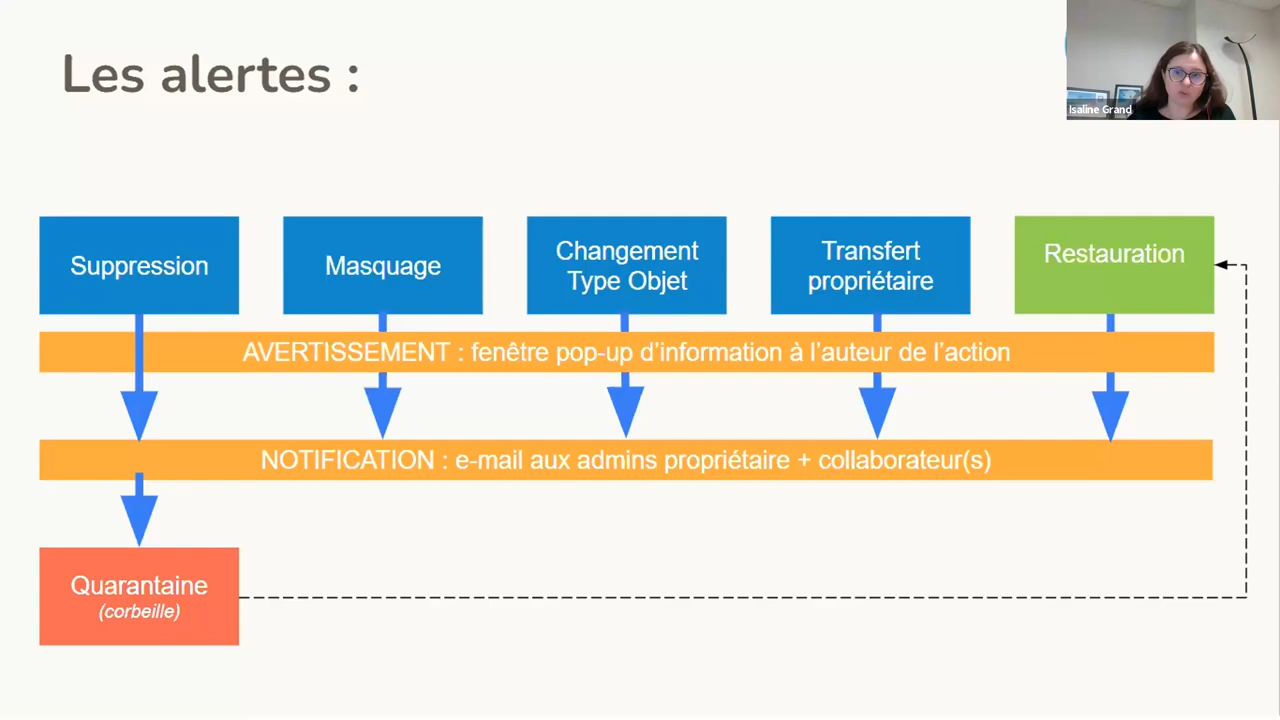 Les alertes :
Isaline Grand
Suppression
Masquage
Changement
Type Objet
Transfert
propriétaire
Restauration
AVERTISSEMENT : fenêtre pop-up d’information à l’auteur de l’action
NOTIFICATION : e-mail aux admins propriétaire + collaborateur(s)
Quarantaine
(corbeille)